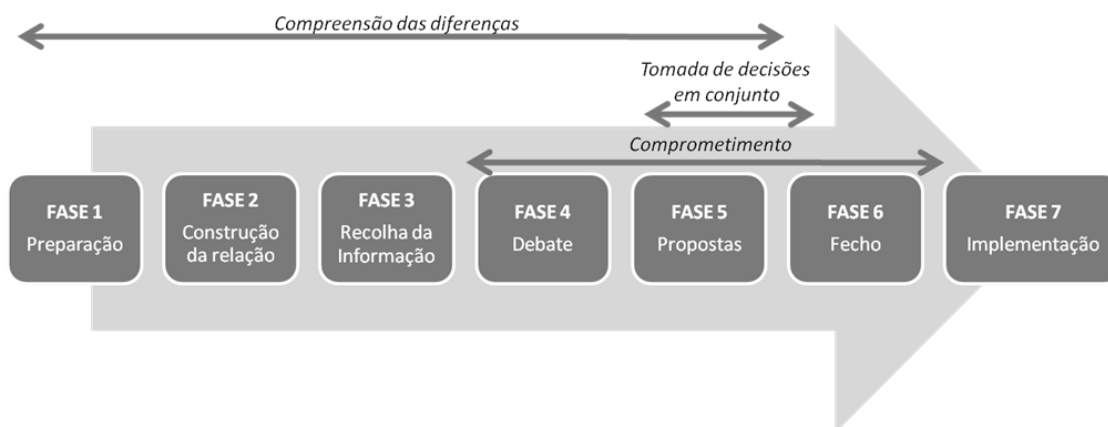 Compreensão das diferenças
Tomada de decisões
em conjunto
Comprometimento
FASE 1
Preparação
FASE 2
Construção
da relação
FASE 3
Recolha da
Informação
FASE 4
Debate
FASE 5
Propostas
FASE 6
Fecho
FASE 7
Implementação